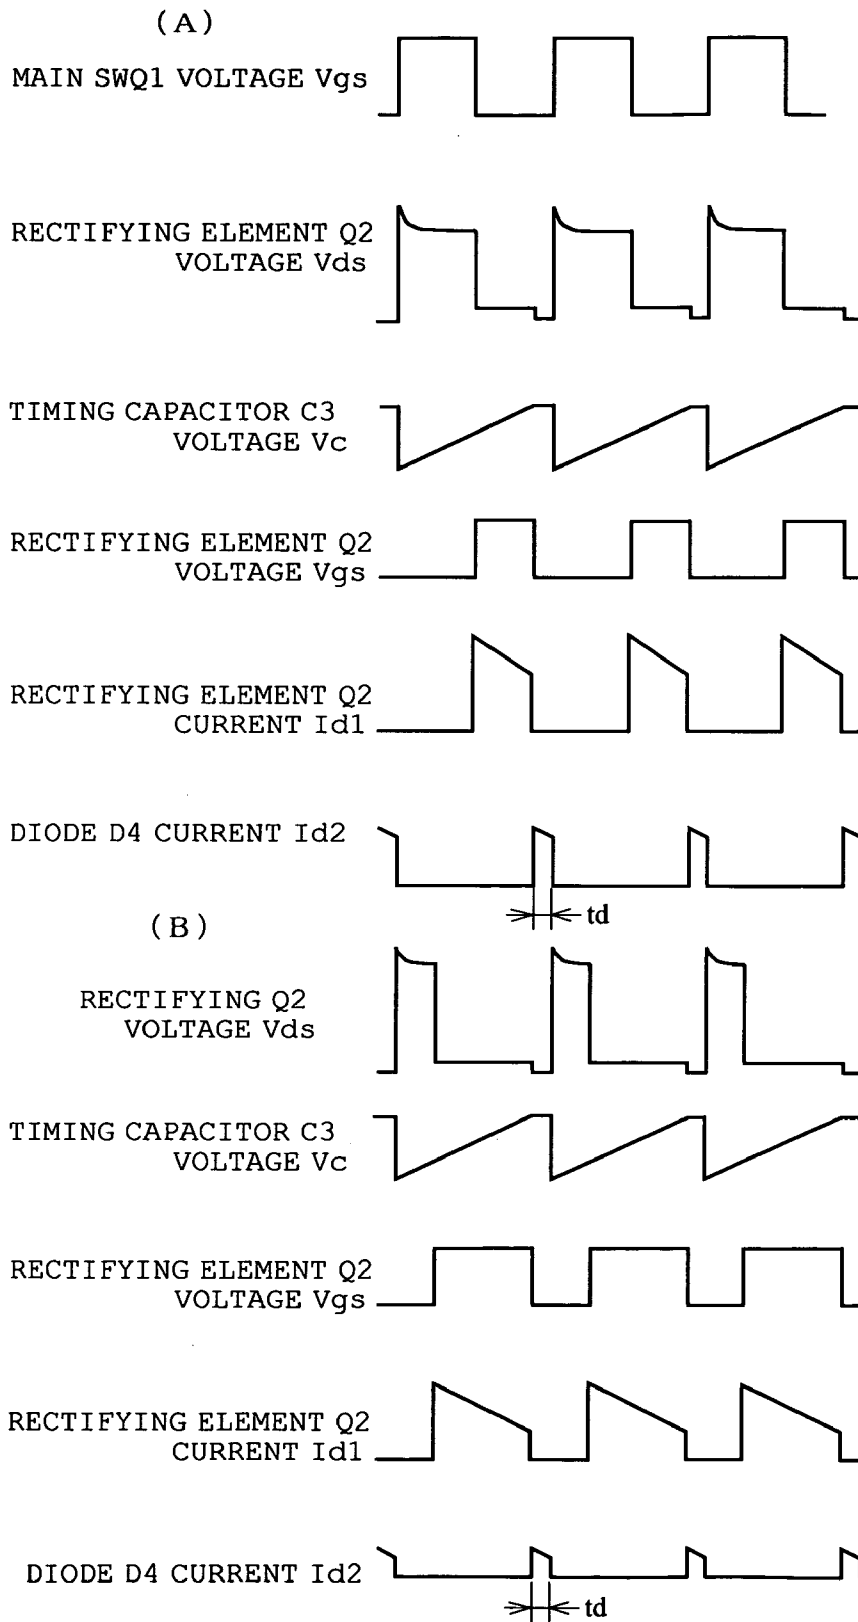 (A)
MAIN SWQ1 VOLTAGE Vgs
RECTIFYING ELEMENT Q2
VOLTAGE Vds
TIMING CAPACITOR C3
VOLTAGE Vc
RECTIFYING ELEMENT Q2
VOLTAGE Vgs
RECTIFYING ELEMENT Q2
CURRENT Id1
DIODE D4 CURRENT Id2
td
(B)
RECTIFYING Q2
VOLTAGE Vds
TIMING CAPACITOR C3
VOLTAGE Vc
RECTIFYING ELEMENT Q2
VOLTAGE Vgs
RECTIFYING ELEMENT Q2
CURRENT Id1
DIODE D4 CURRENT Id2
td